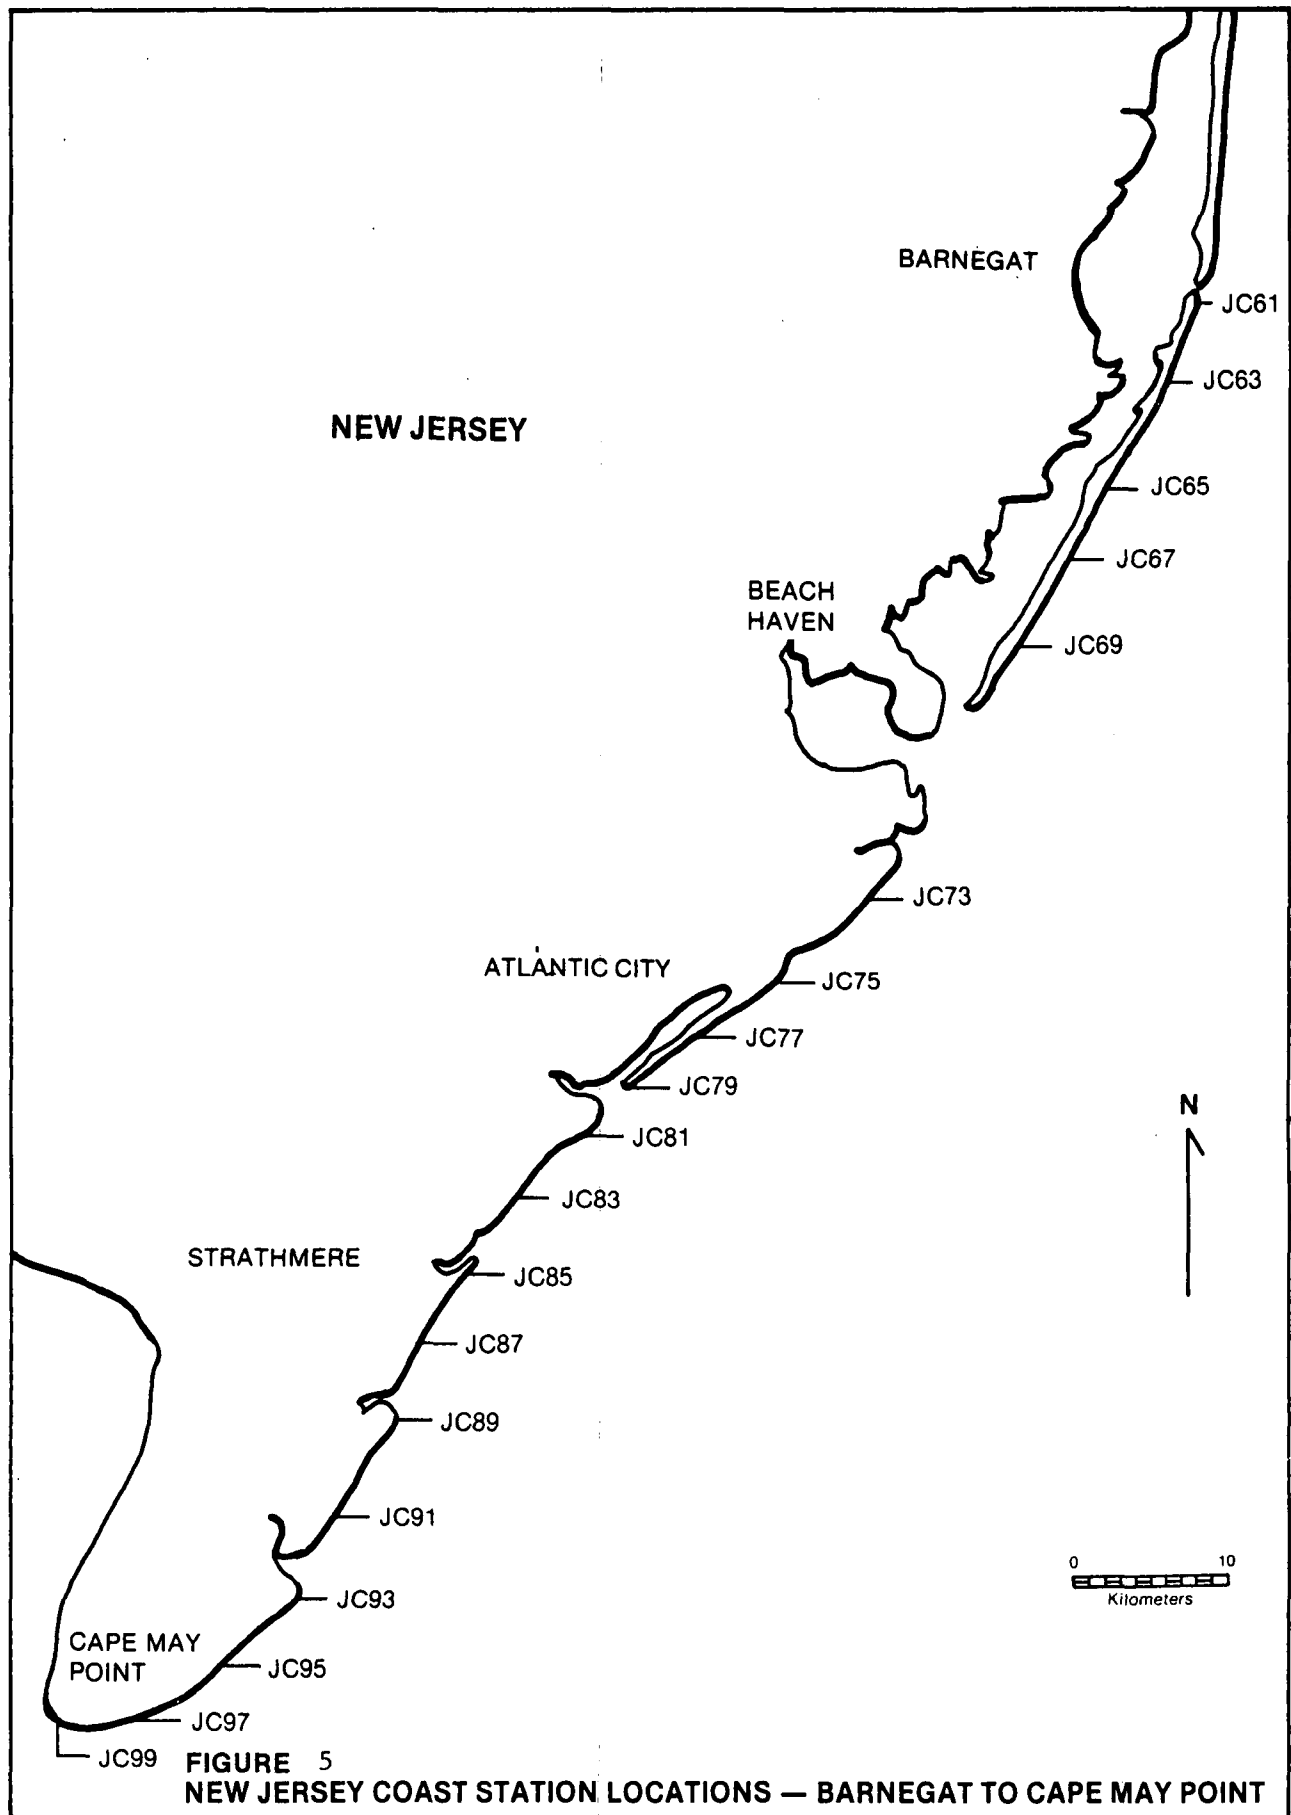 BARNEGAT
JC61
JC63
NEW JERSEY
JC65
JC67
BEACH
HAVEN
JC69
JC73
ATLANTIC CITY
JC75
JC77
JC79
N
JC81
JC83
STRATHMERE
JC85
JC87
JC89
JC91
0 10
Kilometers
JC93
CAPE MAY
POINT
JC95
JC97
JC99
FIGURE 5
NEW JERSEY COAST STATION LOCATIONS — BARNEGAT TO CAPE MAY POINT